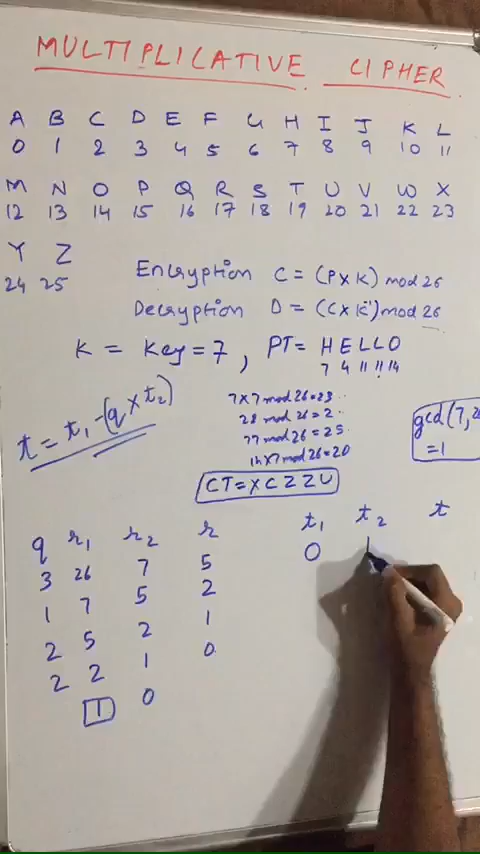 MULTIPLICATIVE CIPHER
A B C D E F G H I J K L
0 1 2 3 4 5 6 7 8 9 10 11
M N O P Q R S T U V W X
12 13 14 15 16 17 18 19 20 21 22 23
Y Z
24 25
Encryption C = (P x K) mod 26
Decryption D = (C x K⁻¹) mod 26
K = Key = 7, PT = HELLO
7 4 11 11 14
t = t₁ - (q x t₂)
7x7 mod 26 = 23
28 mod 26 = 2
77 mod 26 = 25
14x7 mod 26 = 20
gcd(7, 2
= 1
CT = XCZZU
q r₁ r₂ r t₁ t₂ t
3 26 7 5 0 1
1 7 5 2
2 5 2 1
2 2 1 0
1 0